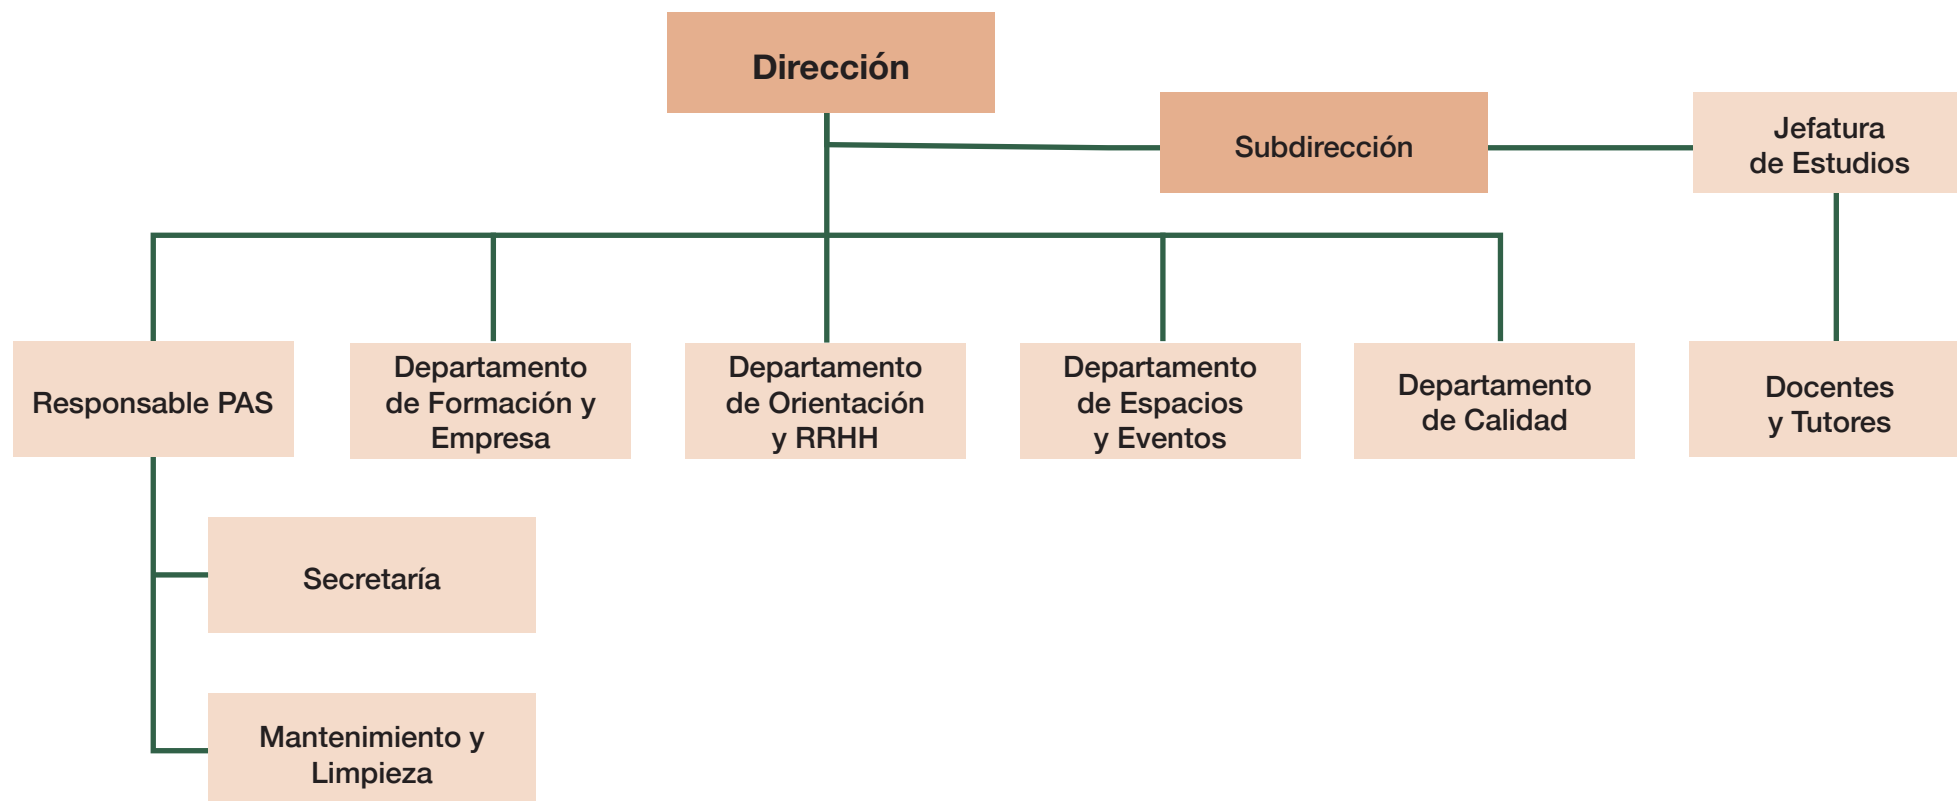 Dirección
Subdirección
Jefatura
de Estudios
Responsable PAS
Departamento
de Formación y
Empresa
Departamento
de Orientación
y RRHH
Departamento
de Espacios
y Eventos
Departamento
de Calidad
Docentes
y Tutores
Secretaría
Mantenimiento y
Limpieza